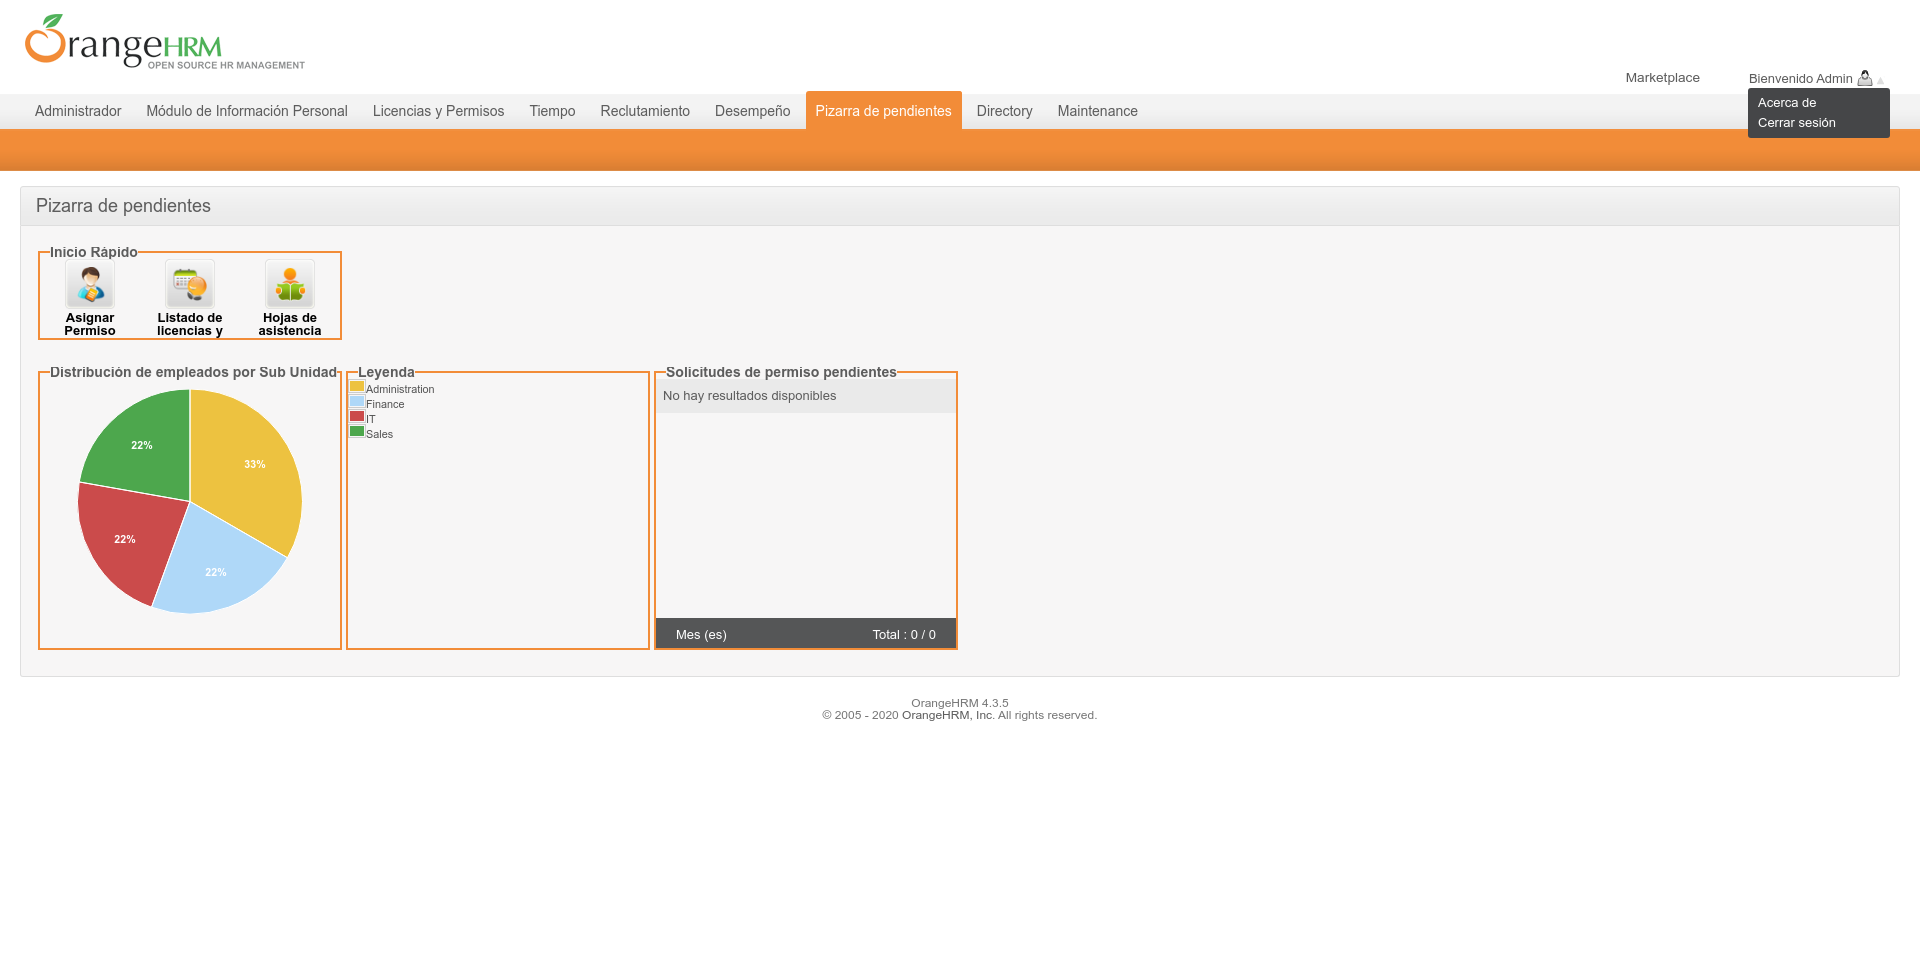 OrangeHRM
OPEN SOURCE HR MANAGEMENT
Marketplace
Bienvenido Admin
Acerca de
Cerrar sesión
Administrador
Módulo de Información Personal
Licencias y Permisos
Tiempo
Reclutamiento
Desempeño
Pizarra de pendientes
Directory
Maintenance
Pizarra de pendientes
Inicio Rápido
Asignar
Permiso
Listado de
licencias y
Hojas de
asistencia
Distribución de empleados por Sub Unidad
33%
22%
22%
22%
Leyenda
Administration
Finance
IT
Sales
Solicitudes de permiso pendientes
No hay resultados disponibles
Mes (es) Total : 0 / 0
OrangeHRM 4.3.5
© 2005 - 2020 OrangeHRM, Inc. All rights reserved.